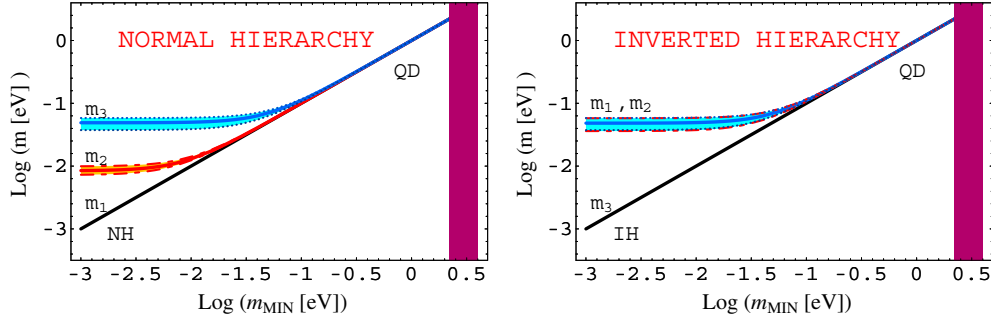 NORMAL HIERARCHY
QD
m3
m2
m1
NH
0
-1
-2
-3
Log (m [eV])
-3 -2.5 -2 -1.5 -1 -0.5 0 0.5
Log (mMIN [eV])
INVERTED HIERARCHY
QD
m1 ,m2
m3
IH
0
-1
-2
-3
Log (m [eV])
-3 -2.5 -2 -1.5 -1 -0.5 0 0.5
Log (mMIN [eV])